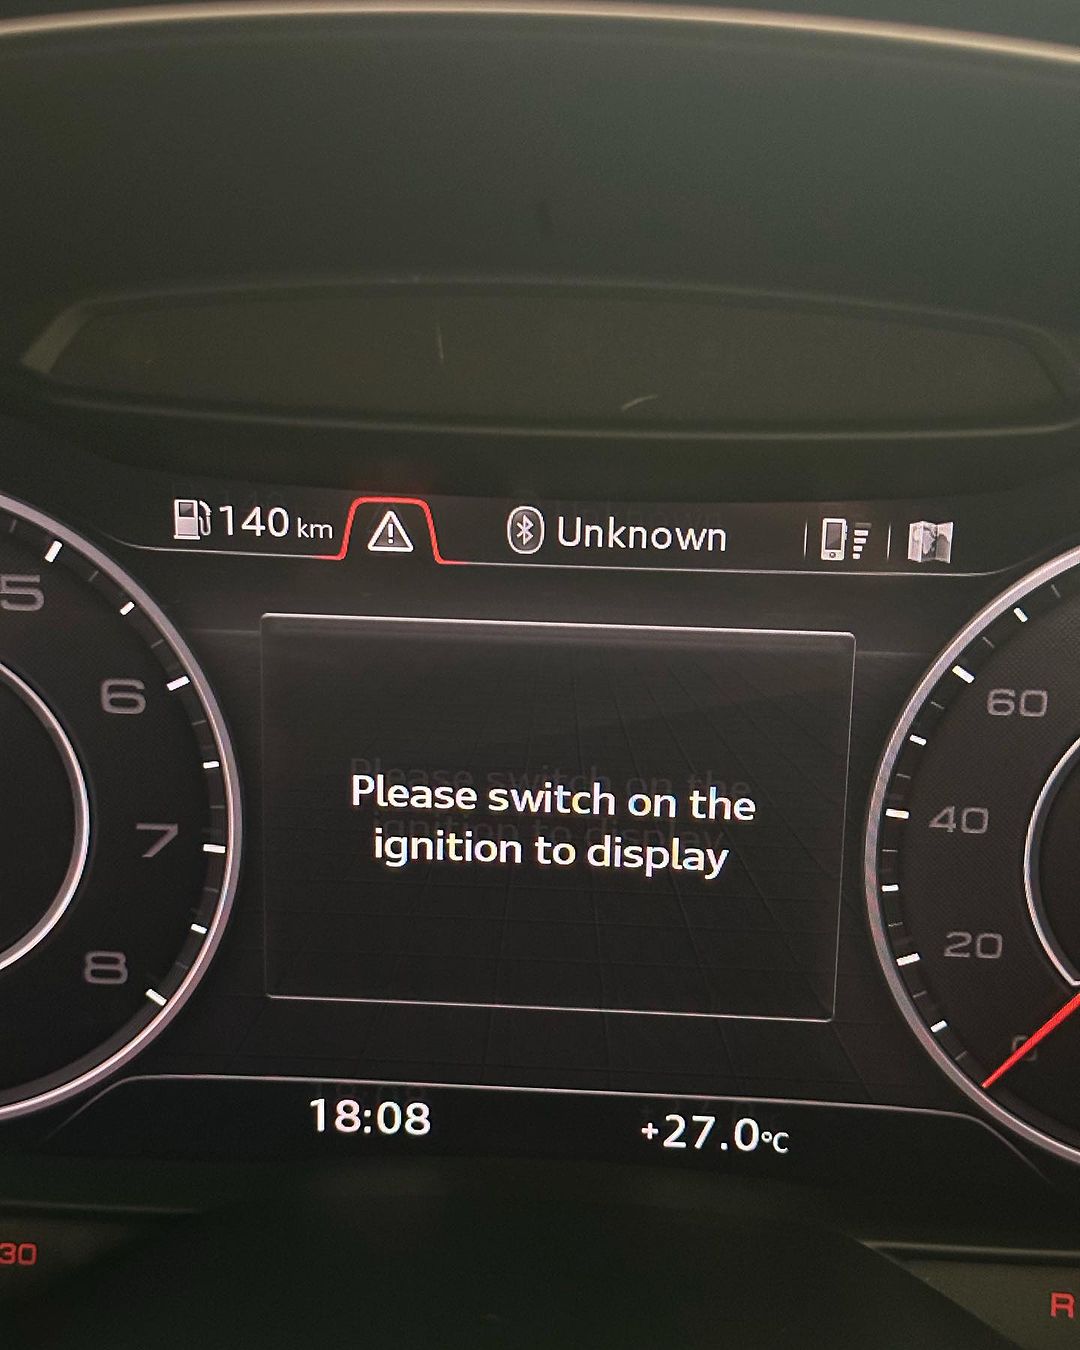 140 km
Unknown
5
6
7
8
60
40
20
0
Please switch on the
ignition to display
18:08
+27.0°C
30
R